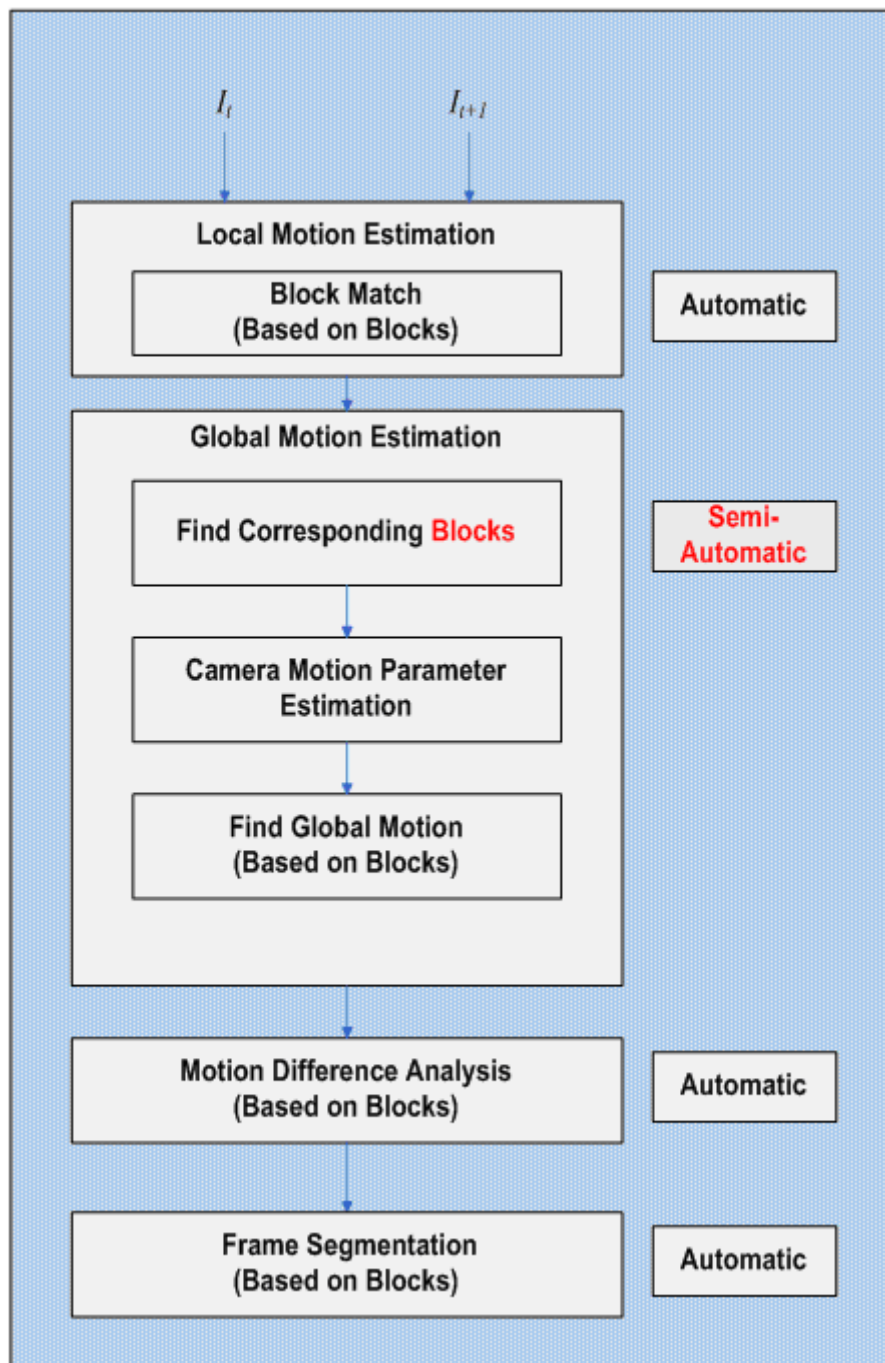 I_t
I_{t+1}
Local Motion Estimation
Block Match
(Based on Blocks)
Automatic
Global Motion Estimation
Find Corresponding Blocks
Semi-
Automatic
Camera Motion Parameter
Estimation
Find Global Motion
(Based on Blocks)
Motion Difference Analysis
(Based on Blocks)
Automatic
Frame Segmentation
(Based on Blocks)
Automatic